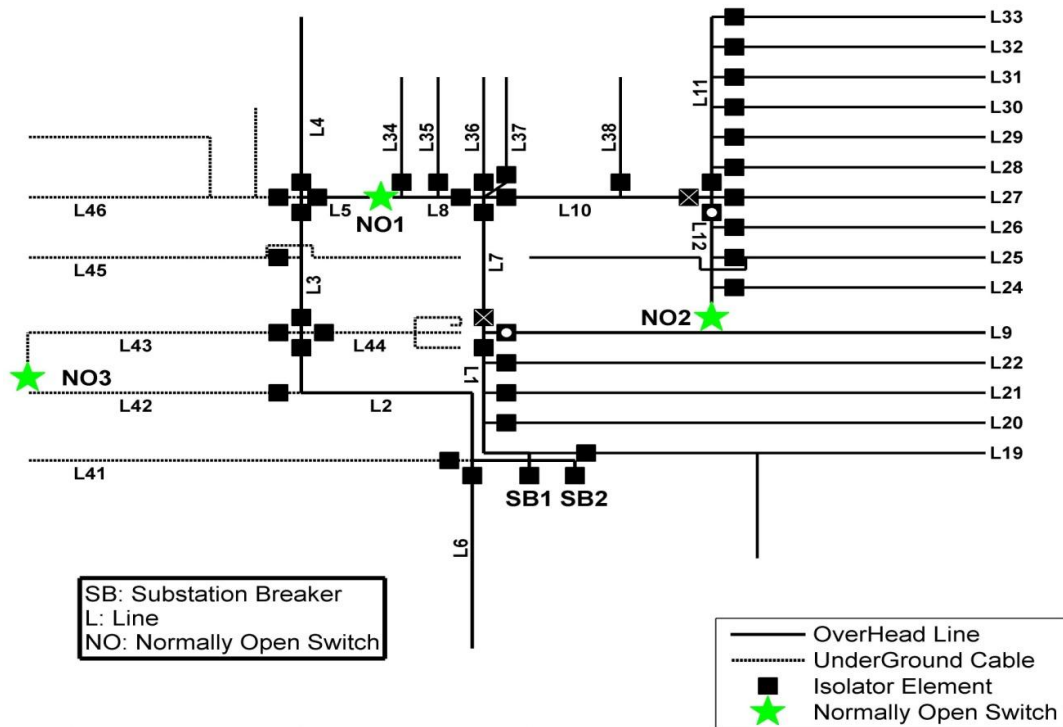 L33
L32
L31
L30
L29
L28
L27
L26
L25
L24
L9
L22
L21
L20
L19
L11
L12
L4
L34
L35
L36
L37
L38
L46
L5
NO1
L8
L10
L45
L3
L7
NO2
L43
L44
NO3
L42
L2
L1
L41
SB1
SB2
L6
SB: Substation Breaker
L: Line
NO: Normally Open Switch
OverHead Line
UnderGround Cable
Isolator Element
Normally Open Switch